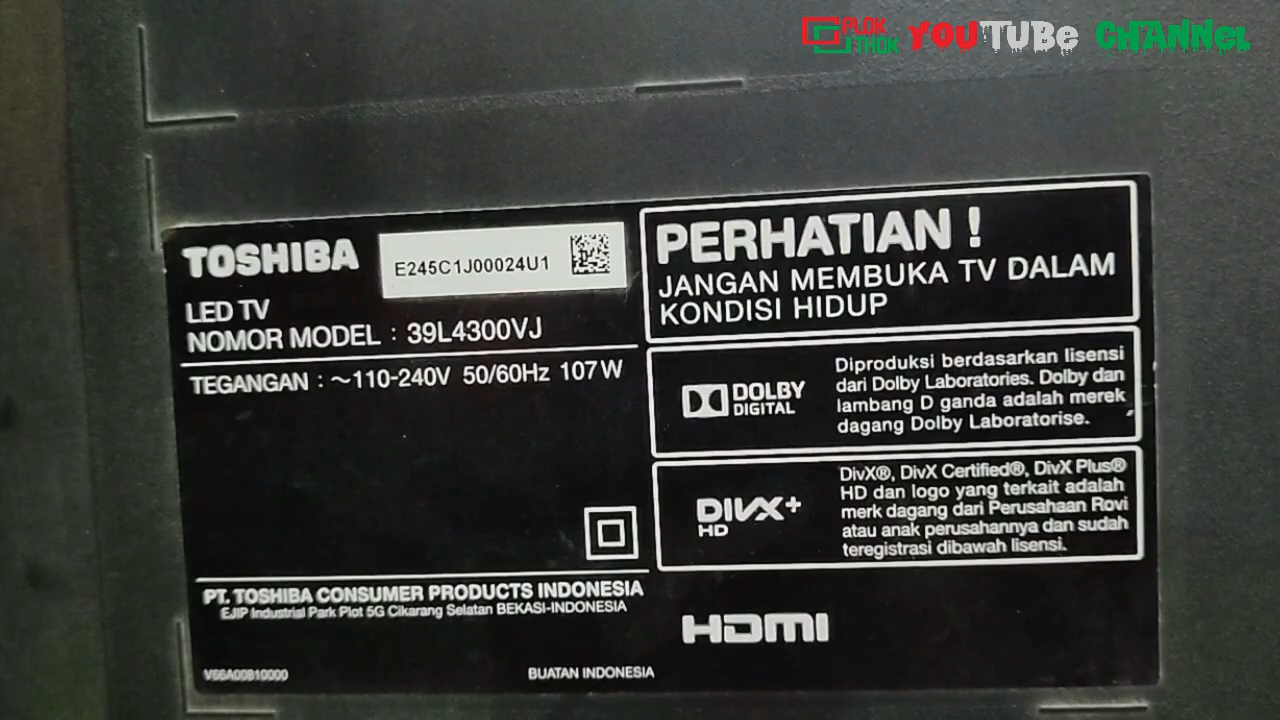 PLOK
THOK
YOUTUBe CHANNel
TOSHIBA
E245C1J00024U1
LED TV
NOMOR MODEL : 39L4300VJ
TEGANGAN : ~110-240V 50/60Hz 107W
PERHATIAN !
JANGAN MEMBUKA TV DALAM
KONDISI HIDUP
DOLBY
DIGITAL
Diproduksi berdasarkan lisensi
dari Dolby Laboratories. Dolby dan
lambang D ganda adalah merek
dagang Dolby Laboratorise.
DIVX+
HD
DivX®, DivX Certified®, DivX Plus®
HD dan logo yang terkait adalah
merk dagang dari Perusahaan Rovi
atau anak perusahannya dan sudah
teregistrasi dibawah lisensi.
PT. TOSHIBA CONSUMER PRODUCTS INDONESIA
EJIP Industrial Park Plot 5G Cikarang Selatan BEKASI-INDONESIA
HDMI
V66A00810000
BUATAN INDONESIA